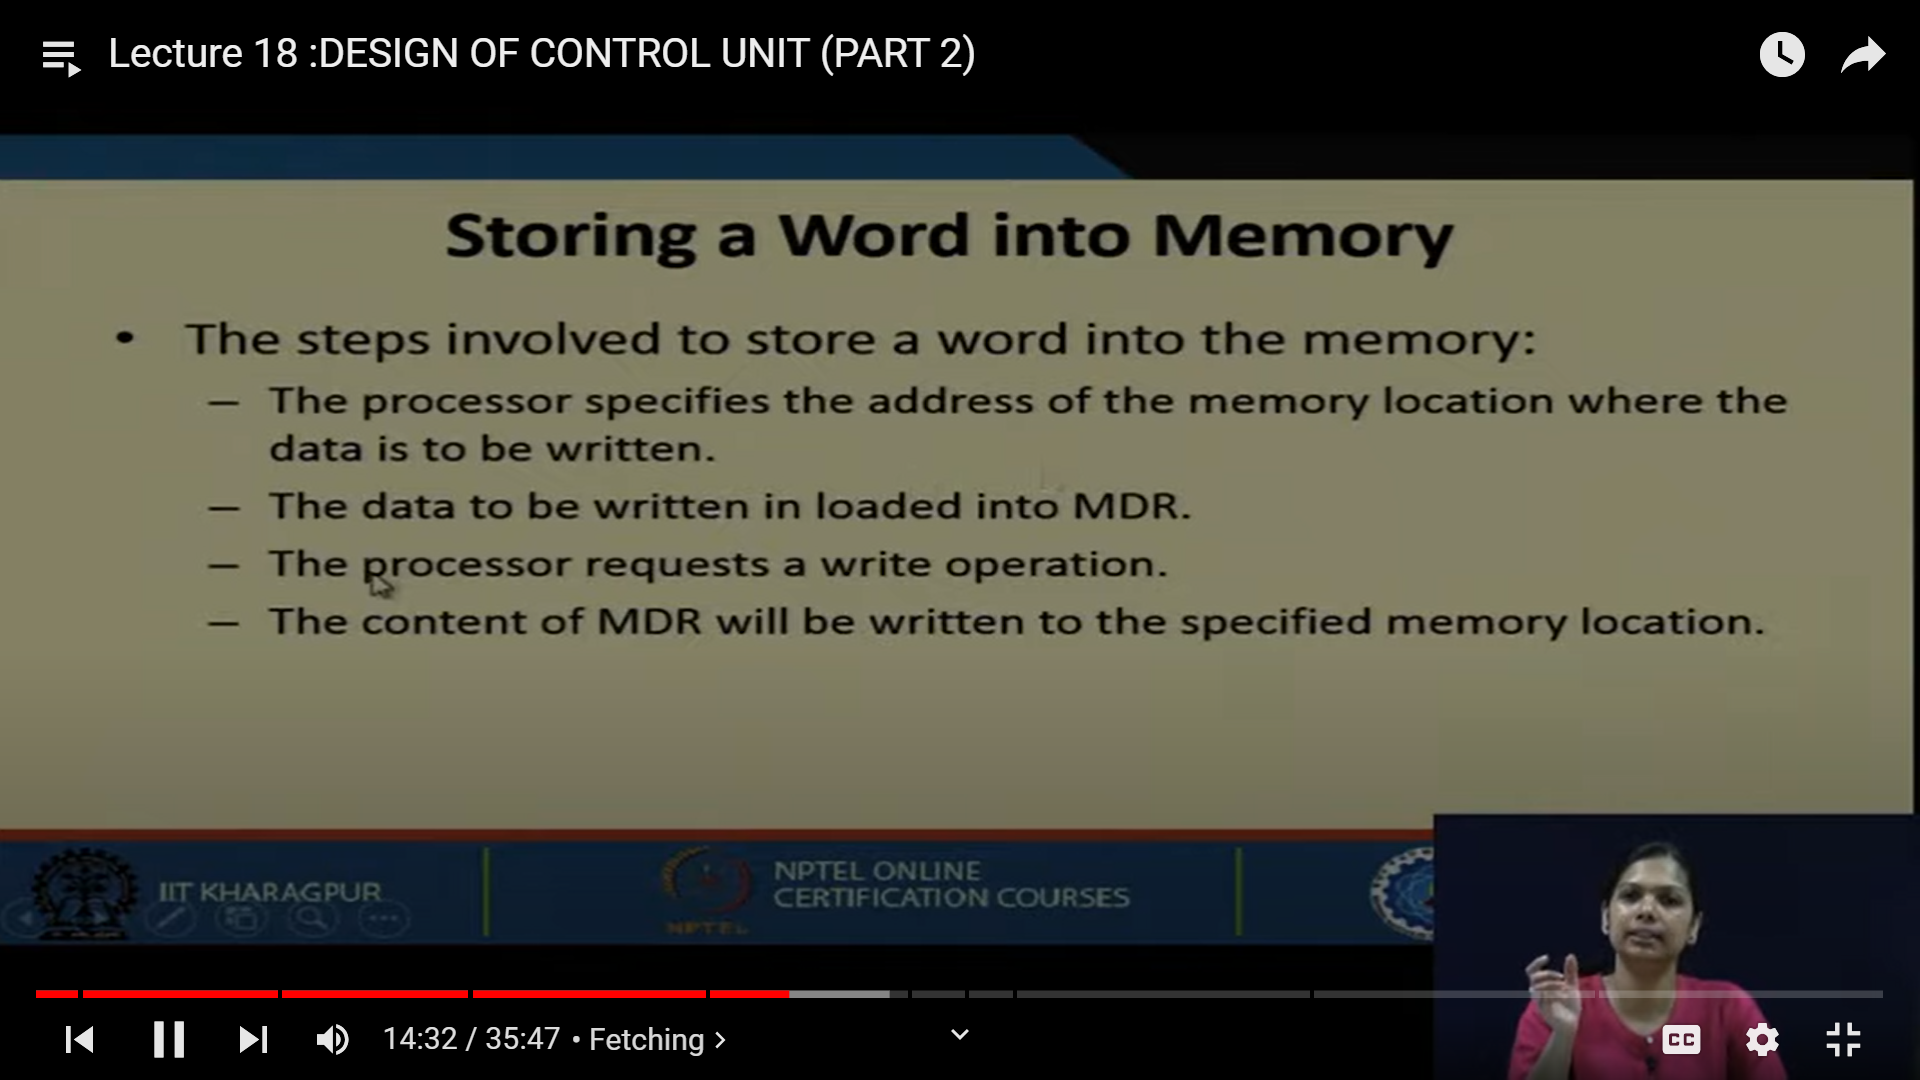 Lecture 18 :DESIGN OF CONTROL UNIT (PART 2)
Storing a Word into Memory
• The steps involved to store a word into the memory:
– The processor specifies the address of the memory location where the
data is to be written.
– The data to be written in loaded into MDR.
– The processor requests a write operation.
– The content of MDR will be written to the specified memory location.
IIT KHARAGPUR
NPTEL
NPTEL ONLINE
CERTIFICATION COURSES
14:32 / 35:47 • Fetching >
CC